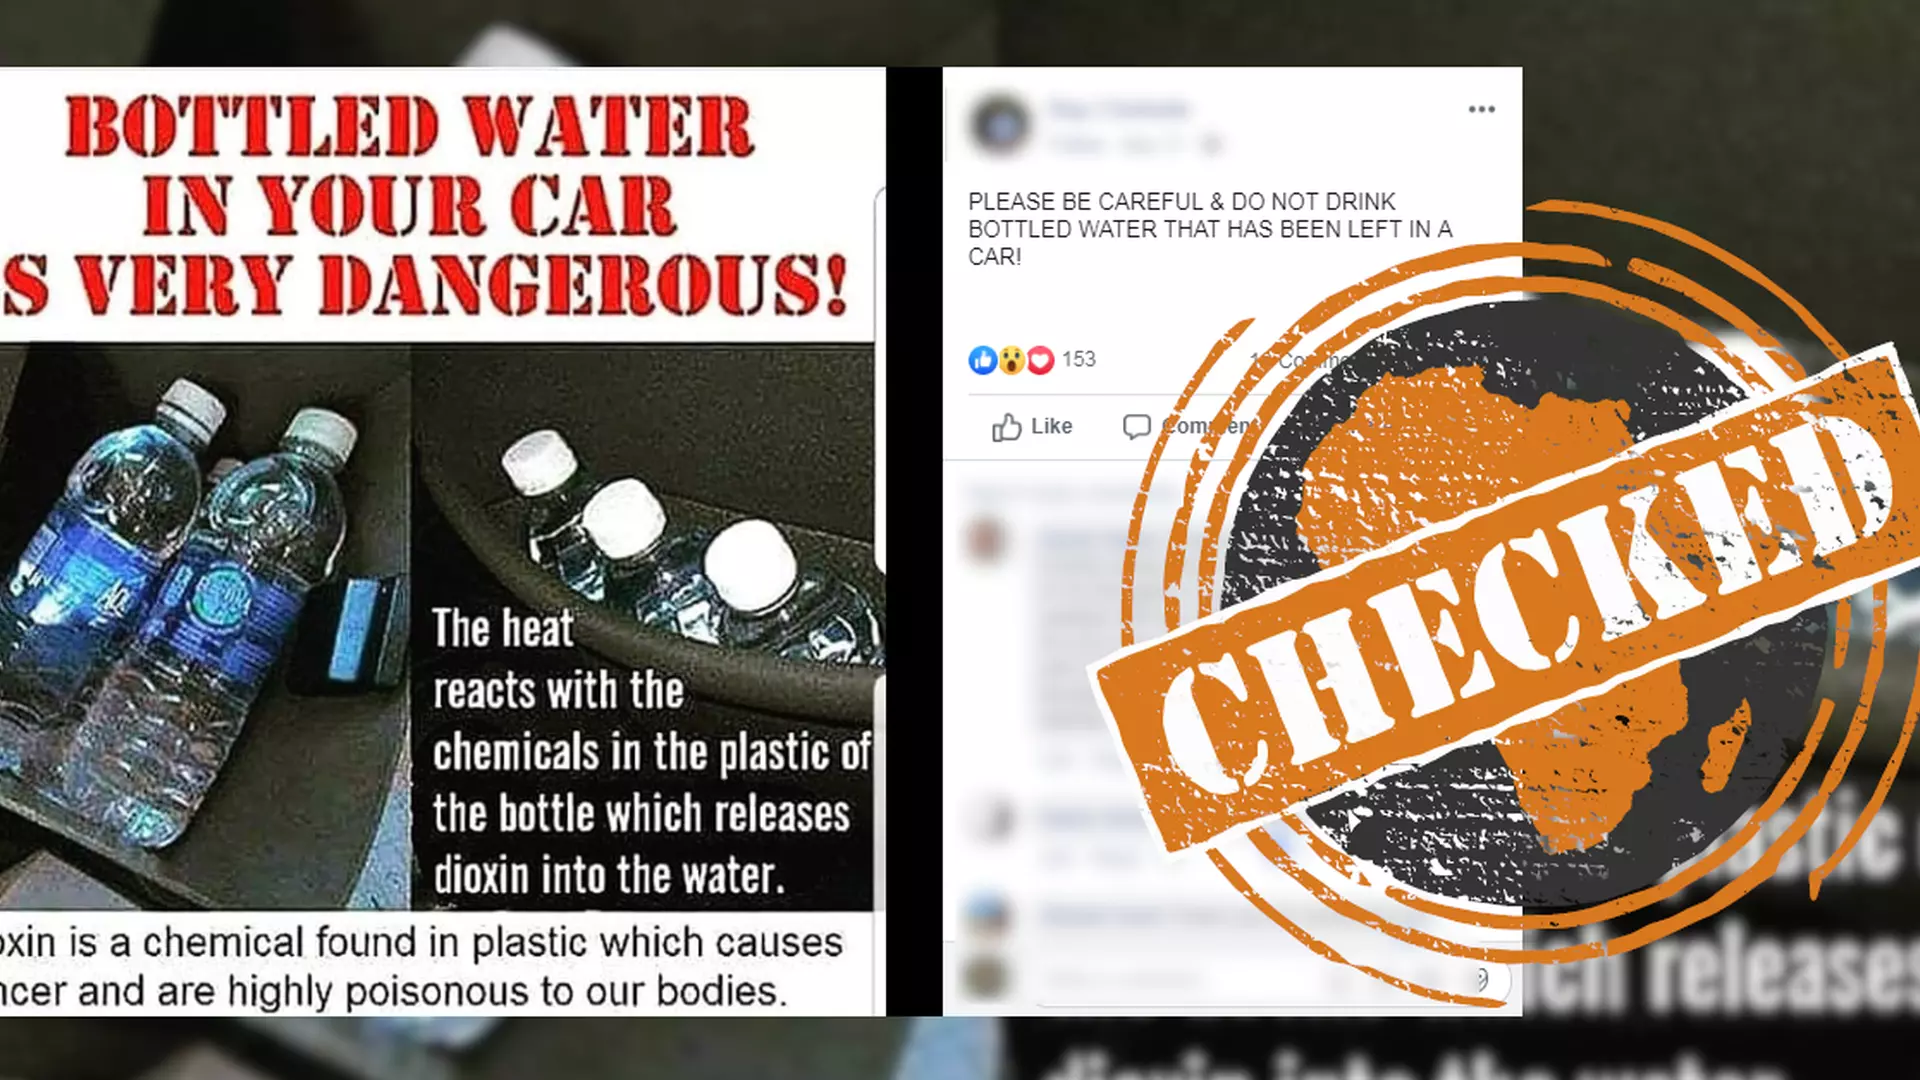 BOTTLED WATER
IN YOUR CAR
S VERY DANGEROUS!
The heat
reacts with the
chemicals in the plastic of
the bottle which releases
dioxin into the water.
oxin is a chemical found in plastic which causes
ncer and are highly poisonous to our bodies.
PLEASE BE CAREFUL & DO NOT DRINK
BOTTLED WATER THAT HAS BEEN LEFT IN A
CAR!
153
Like
Comment
CHECKED